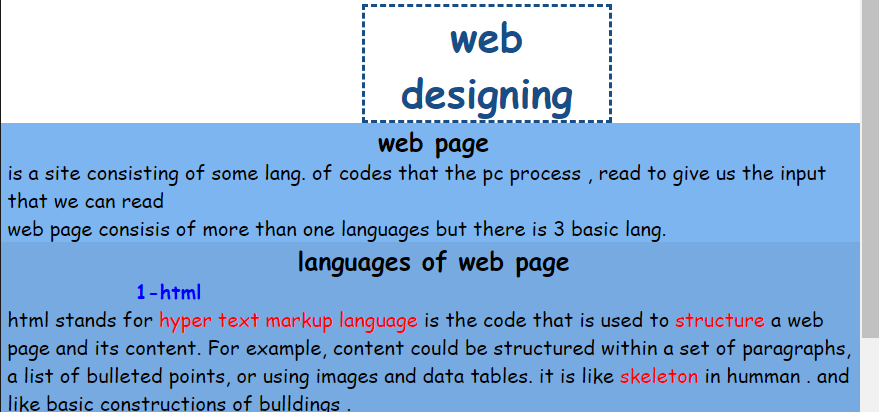 web
designing
web page
is a site consisting of some lang. of codes that the pc process , read to give us the input
that we can read
web page consisis of more than one languages but there is 3 basic lang.
languages of web page
1-html
html stands for hyper text markup language is the code that is used to structure a web
page and its content. For example, content could be structured within a set of paragraphs,
a list of bulleted points, or using images and data tables. it is like skeleton in humman . and
like basic constructions of bulldings .